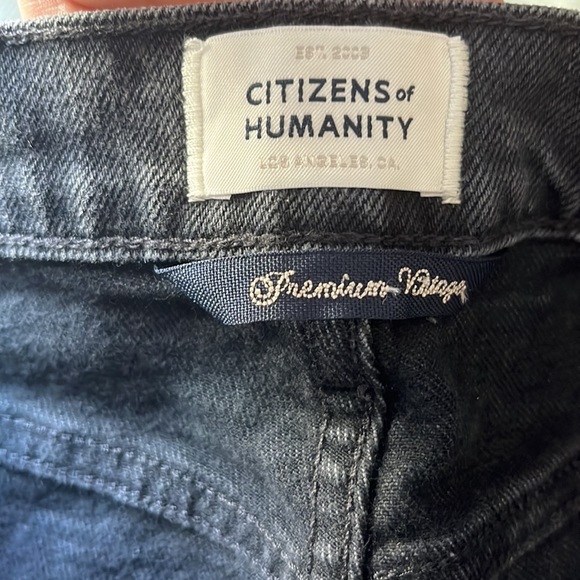 EST. 2003
CITIZENS of
HUMANITY
LOS ANGELES, CA.
Premium Vintage